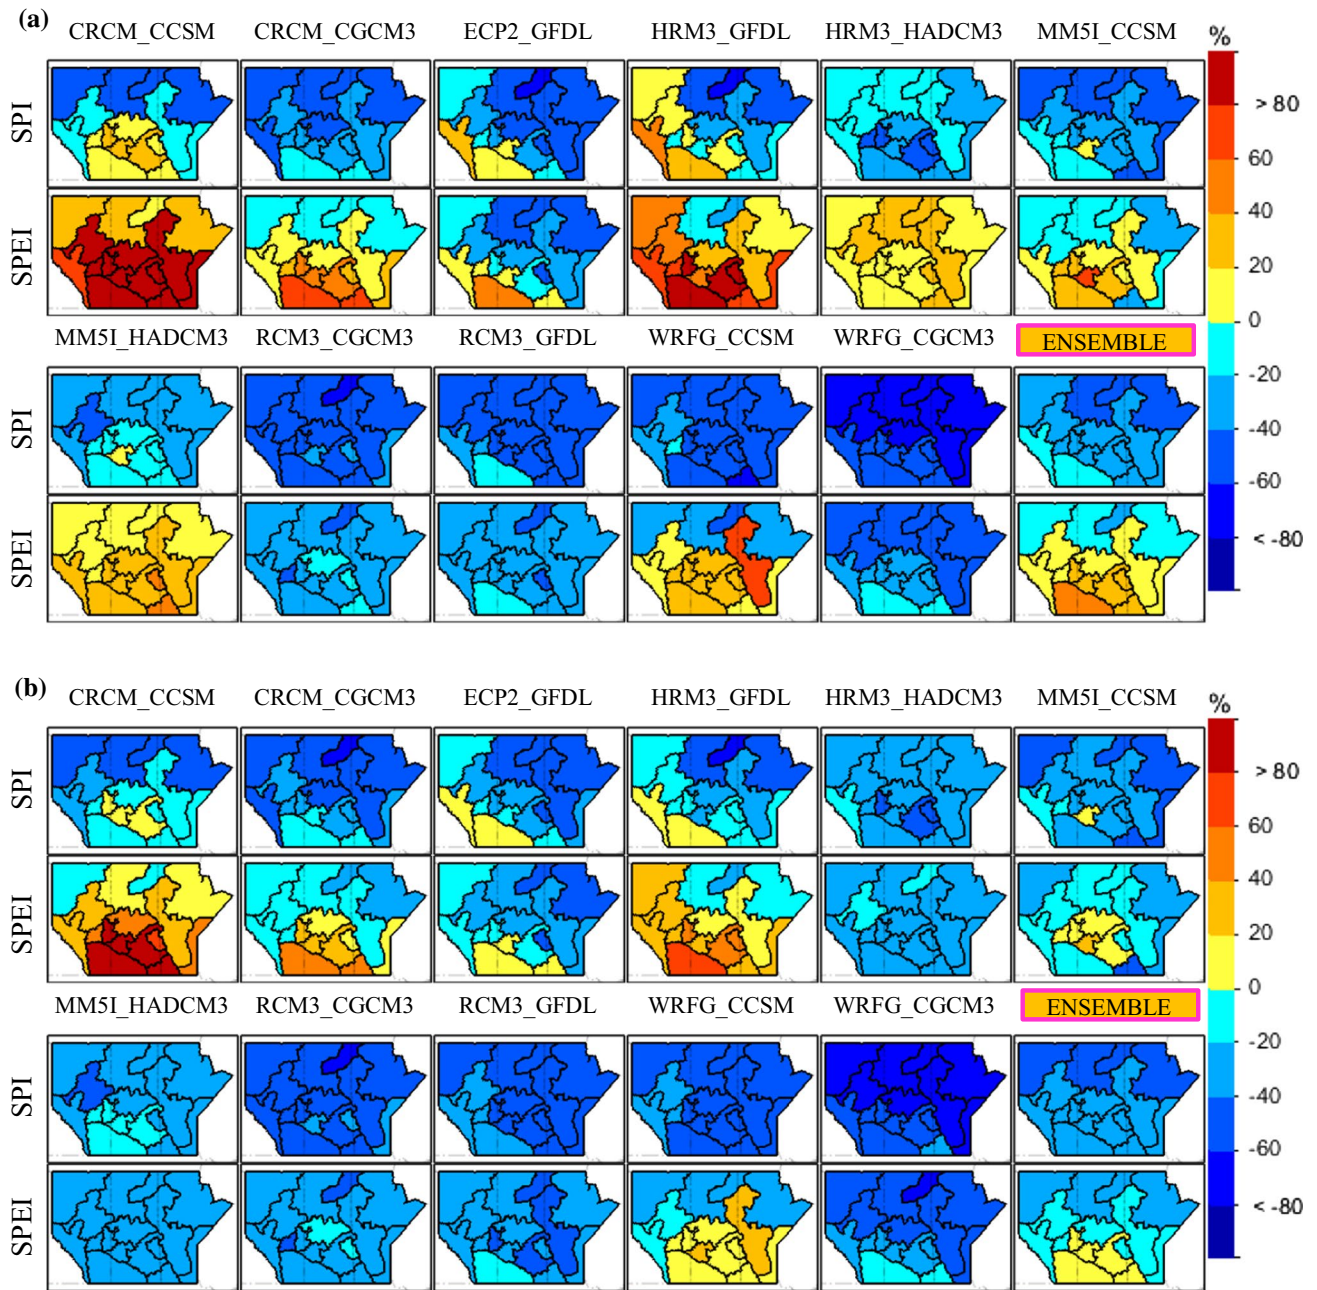 (a)
CRCM_CCSM CRCM_CGCM3 ECP2_GFDL HRM3_GFDL HRM3_HADCM3 MM5I_CCSM %
SPI
> 80
60
40
SPEI
20
0
MM5I_HADCM3 RCM3_CGCM3 RCM3_GFDL WRFG_CCSM WRFG_CGCM3 ENSEMBLE
-20
SPI
-40
-60
SPEI
< -80
(b)
CRCM_CCSM CRCM_CGCM3 ECP2_GFDL HRM3_GFDL HRM3_HADCM3 MM5I_CCSM %
SPI
> 80
60
40
SPEI
20
0
MM5I_HADCM3 RCM3_CGCM3 RCM3_GFDL WRFG_CCSM WRFG_CGCM3 ENSEMBLE
-20
SPI
-40
-60
SPEI
< -80